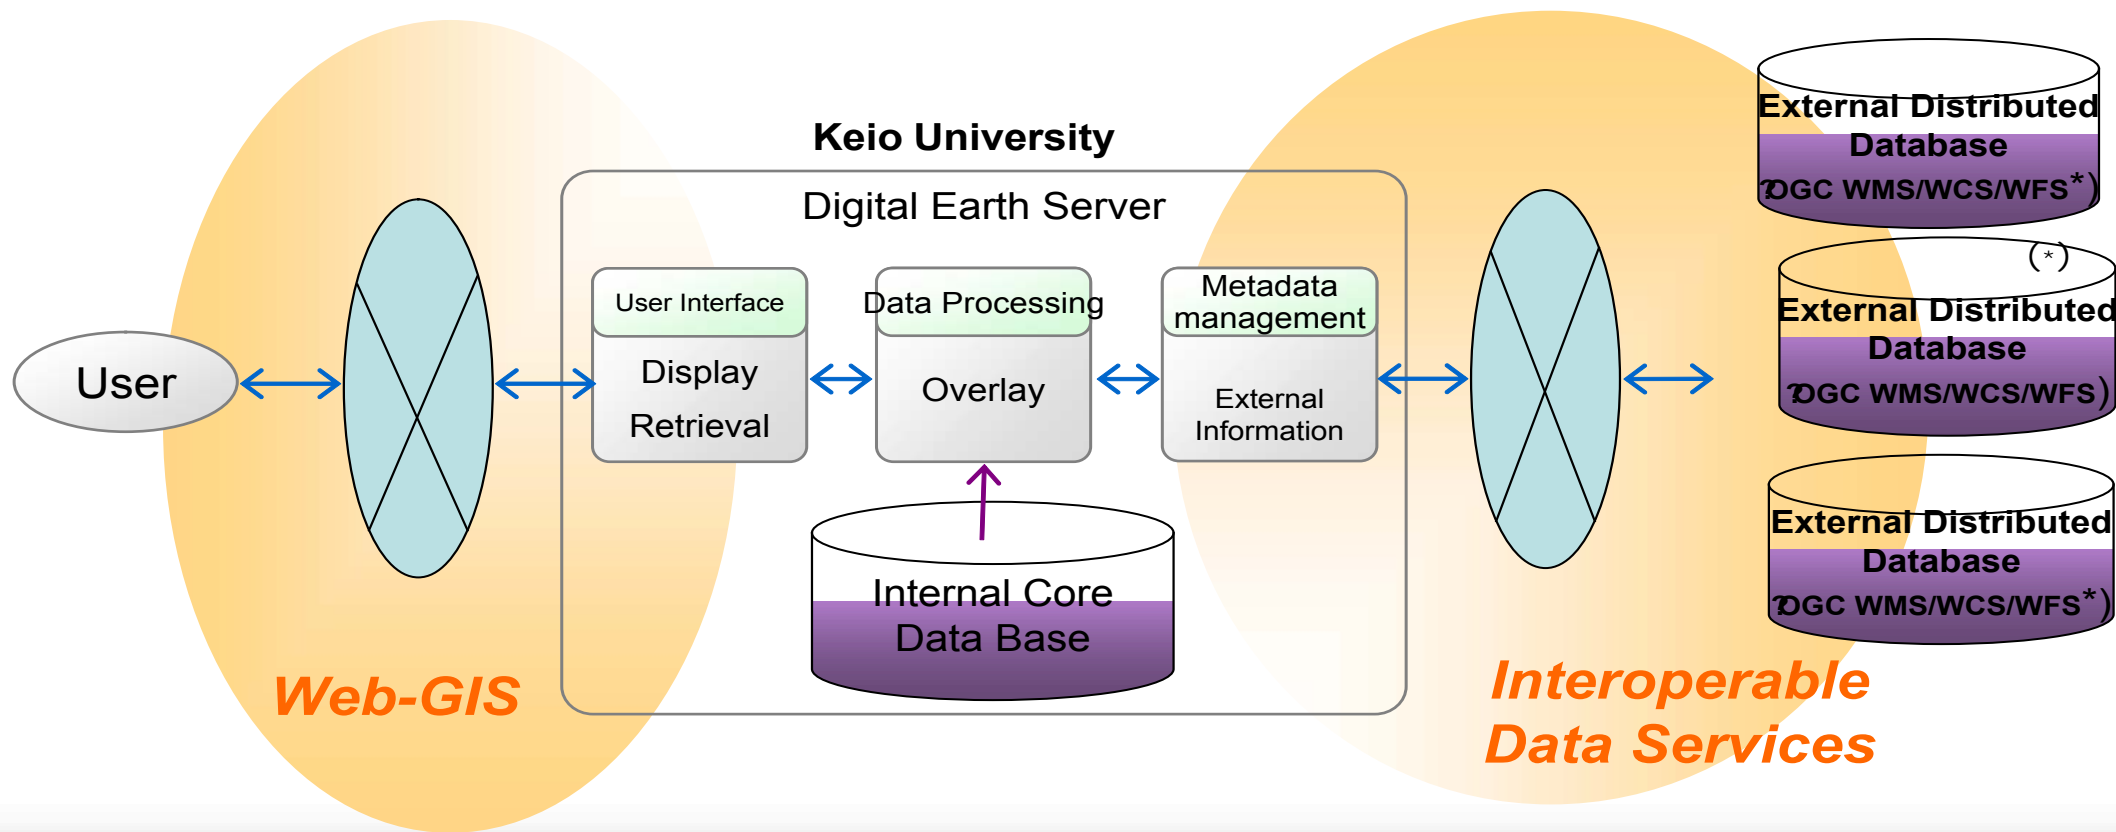 Keio University
Digital Earth Server
User
User Interface
Display
Retrieval
Data Processing
Overlay
Metadata
management
External
Information
Internal Core
Data Base
Web-GIS
External Distributed
Database
?OGC WMS/WCS/WFS*)
(*)
External Distributed
Database
?OGC WMS/WCS/WFS)
External Distributed
Database
?OGC WMS/WCS/WFS*)
Interoperable
Data Services